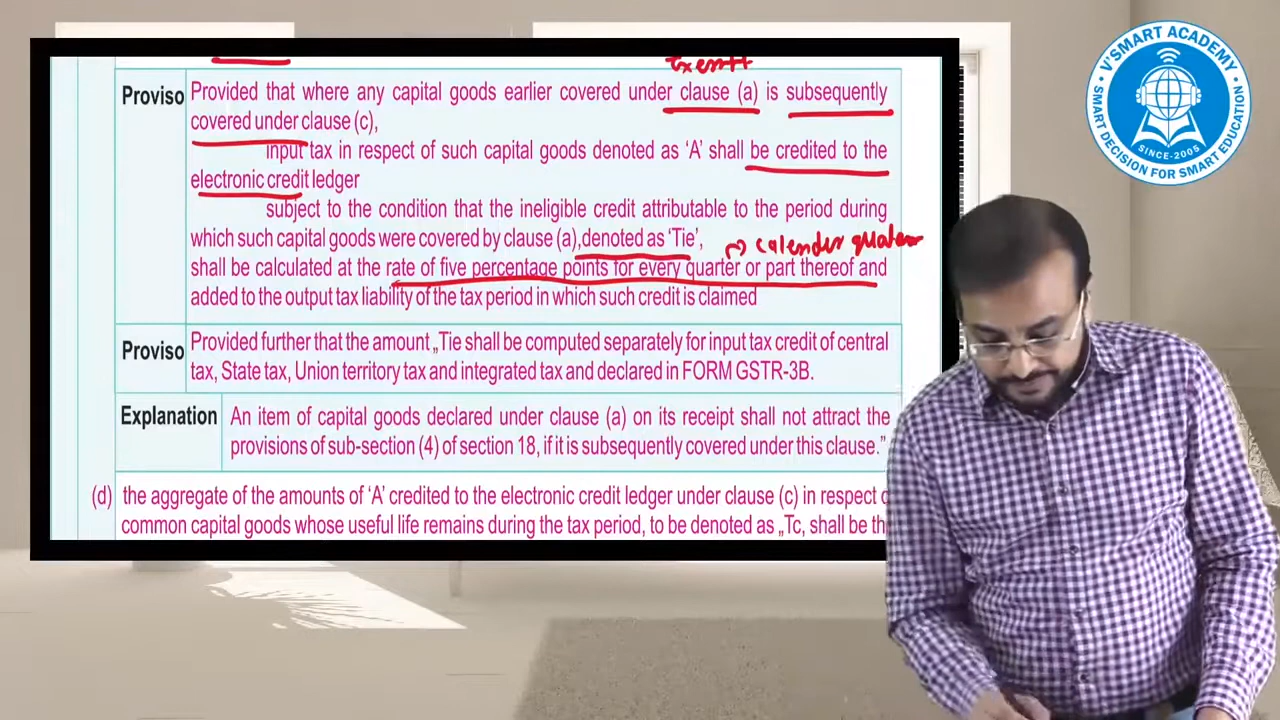 Exempt
Proviso Provided that where any capital goods earlier covered under clause (a) is subsequently
covered under clause (c),
input tax in respect of such capital goods denoted as 'A' shall be credited to the
electronic credit ledger
subject to the condition that the ineligible credit attributable to the period during
which such capital goods were covered by clause (a),denoted as 'Tie',
calender quater
shall be calculated at the rate of five percentage points for every quarter or part thereof and
added to the output tax liability of the tax period in which such credit is claimed
Proviso Provided further that the amount „Tie shall be computed separately for input tax credit of central
tax, State tax, Union territory tax and integrated tax and declared in FORM GSTR-3B.
Explanation An item of capital goods declared under clause (a) on its receipt shall not attract the
provisions of sub-section (4) of section 18, if it is subsequently covered under this clause."
(d) the aggregate of the amounts of 'A' credited to the electronic credit ledger under clause (c) in respect
common capital goods whose useful life remains during the tax period, to be denoted as „Tc, shall be th
V'SMART ACADEMY
SINCE-2005
SMART DECISION FOR SMART EDUCATION